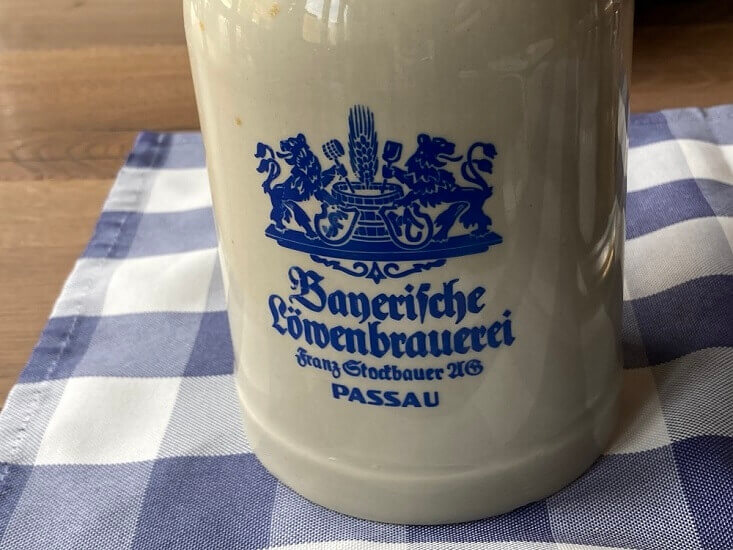 Bayerische
Löwenbrauerei
Franz Stockbauer AG
PASSAU